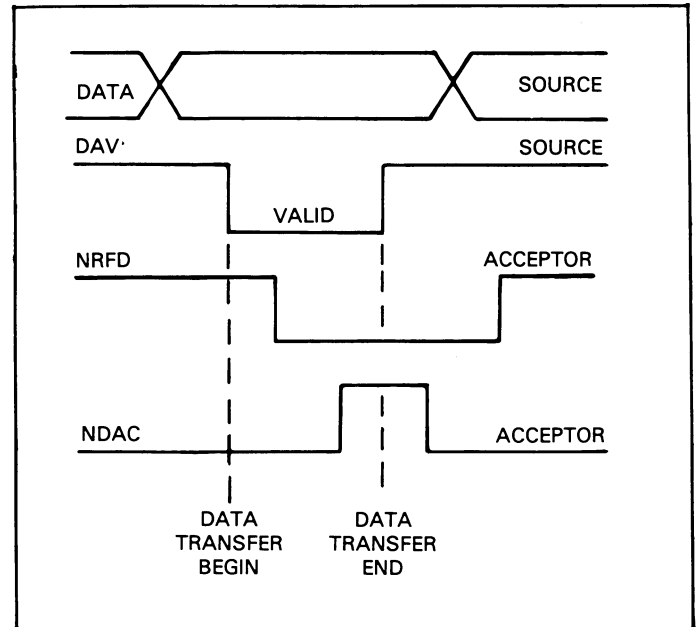 DATA SOURCE
DAV SOURCE
VALID
NRFD ACCEPTOR
NDAC ACCEPTOR
DATA DATA
TRANSFER TRANSFER
BEGIN END